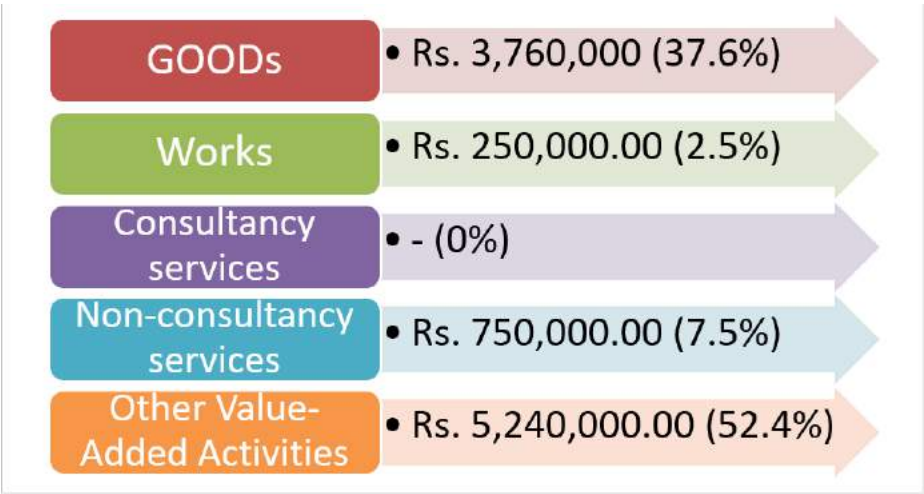 GOODs
• Rs. 3,760,000 (37.6%)
Works
• Rs. 250,000.00 (2.5%)
Consultancy
services
• - (0%)
Non-consultancy
services
• Rs. 750,000.00 (7.5%)
Other Value-
Added Activities
• Rs. 5,240,000.00 (52.4%)